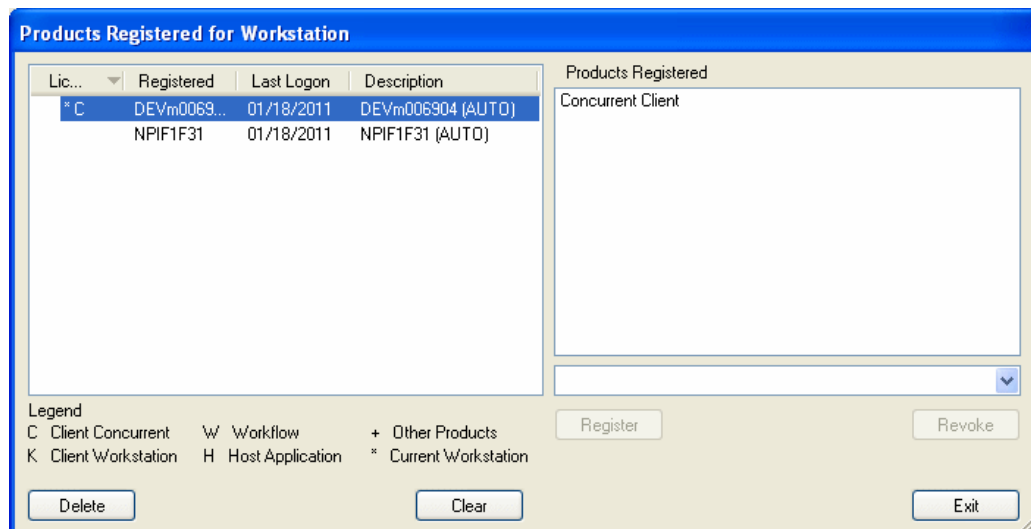 Products Registered for Workstation
Lic... Registered Last Logon Description
* C DEVm0069... 01/18/2011 DEVm006904 (AUTO)
NPIF1F31 01/18/2011 NPIF1F31 (AUTO)
Products Registered
Concurrent Client
Legend
C Client Concurrent W Workflow + Other Products
K Client Workstation H Host Application * Current Workstation
Register Revoke
Delete Clear Exit